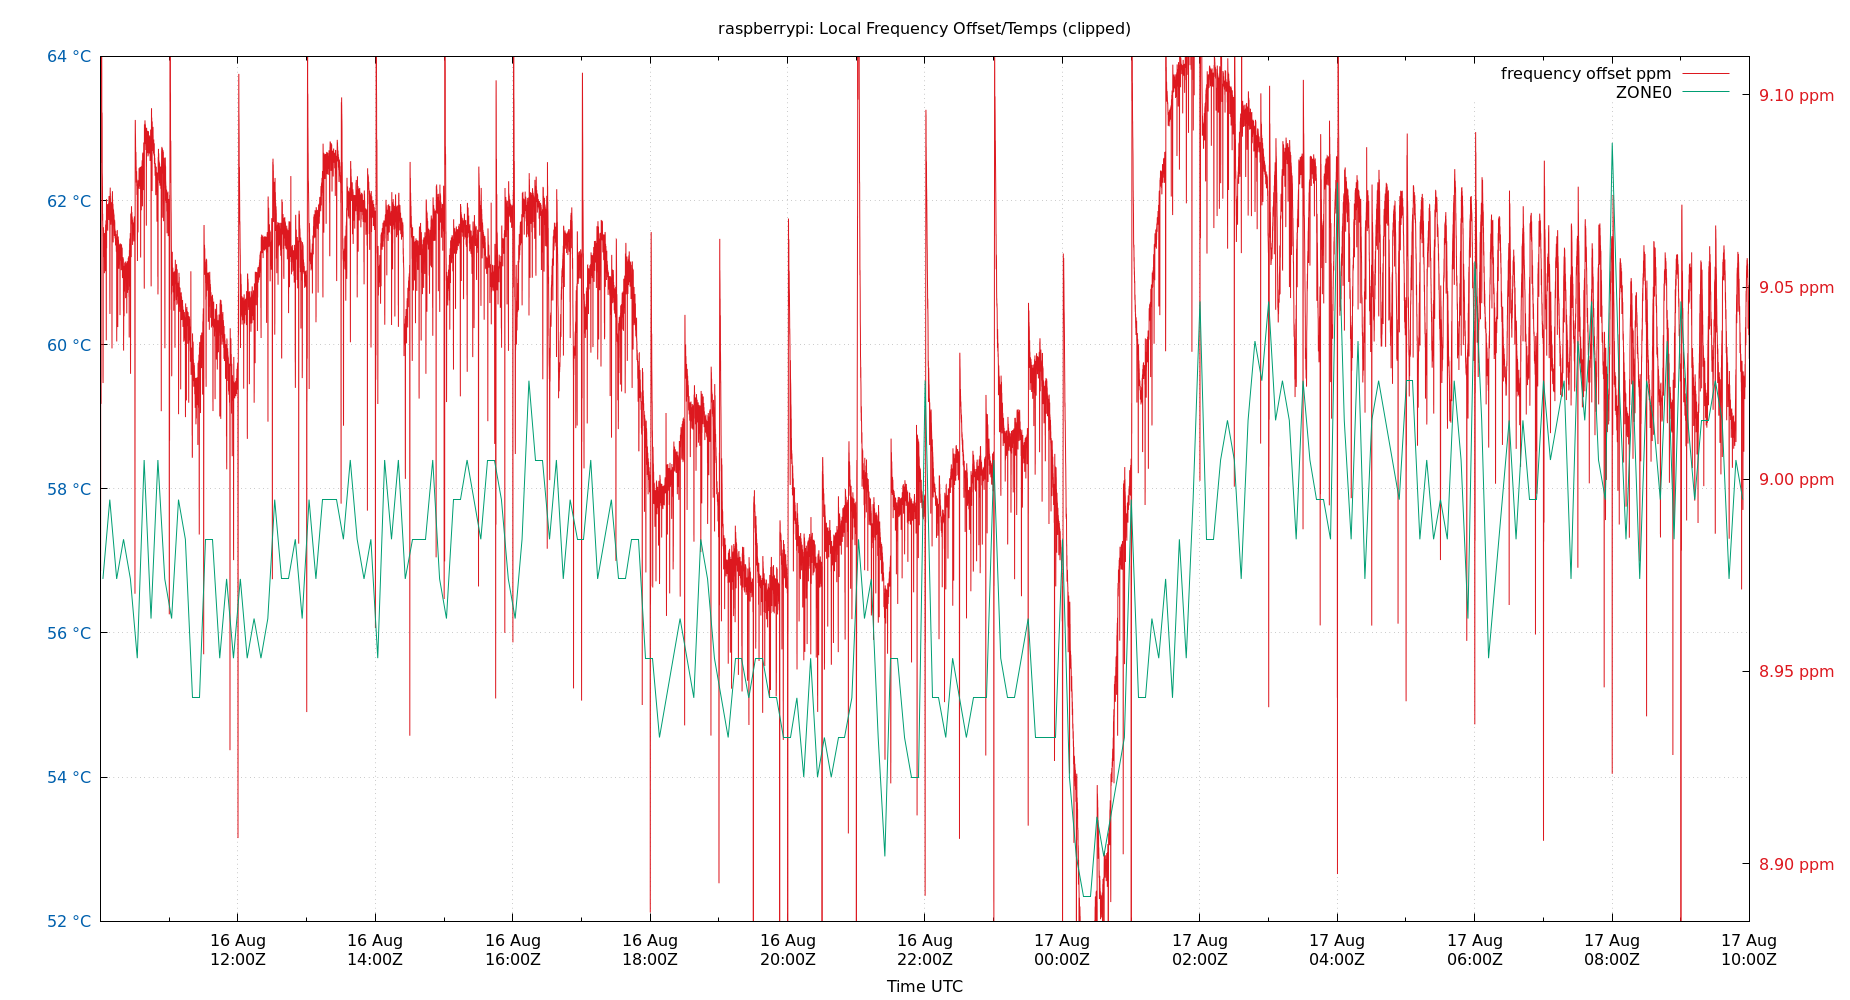 raspberrypi: Local Frequency Offset/Temps (clipped)
frequency offset ppm
ZONE0
64 °C
62 °C
60 °C
58 °C
56 °C
54 °C
52 °C
9.10 ppm
9.05 ppm
9.00 ppm
8.95 ppm
8.90 ppm
16 Aug 16 Aug 16 Aug 16 Aug 16 Aug 16 Aug 17 Aug 17 Aug 17 Aug 17 Aug 17 Aug 17 Aug
12:00Z 14:00Z 16:00Z 18:00Z 20:00Z 22:00Z 00:00Z 02:00Z 04:00Z 06:00Z 08:00Z 10:00Z
Time UTC